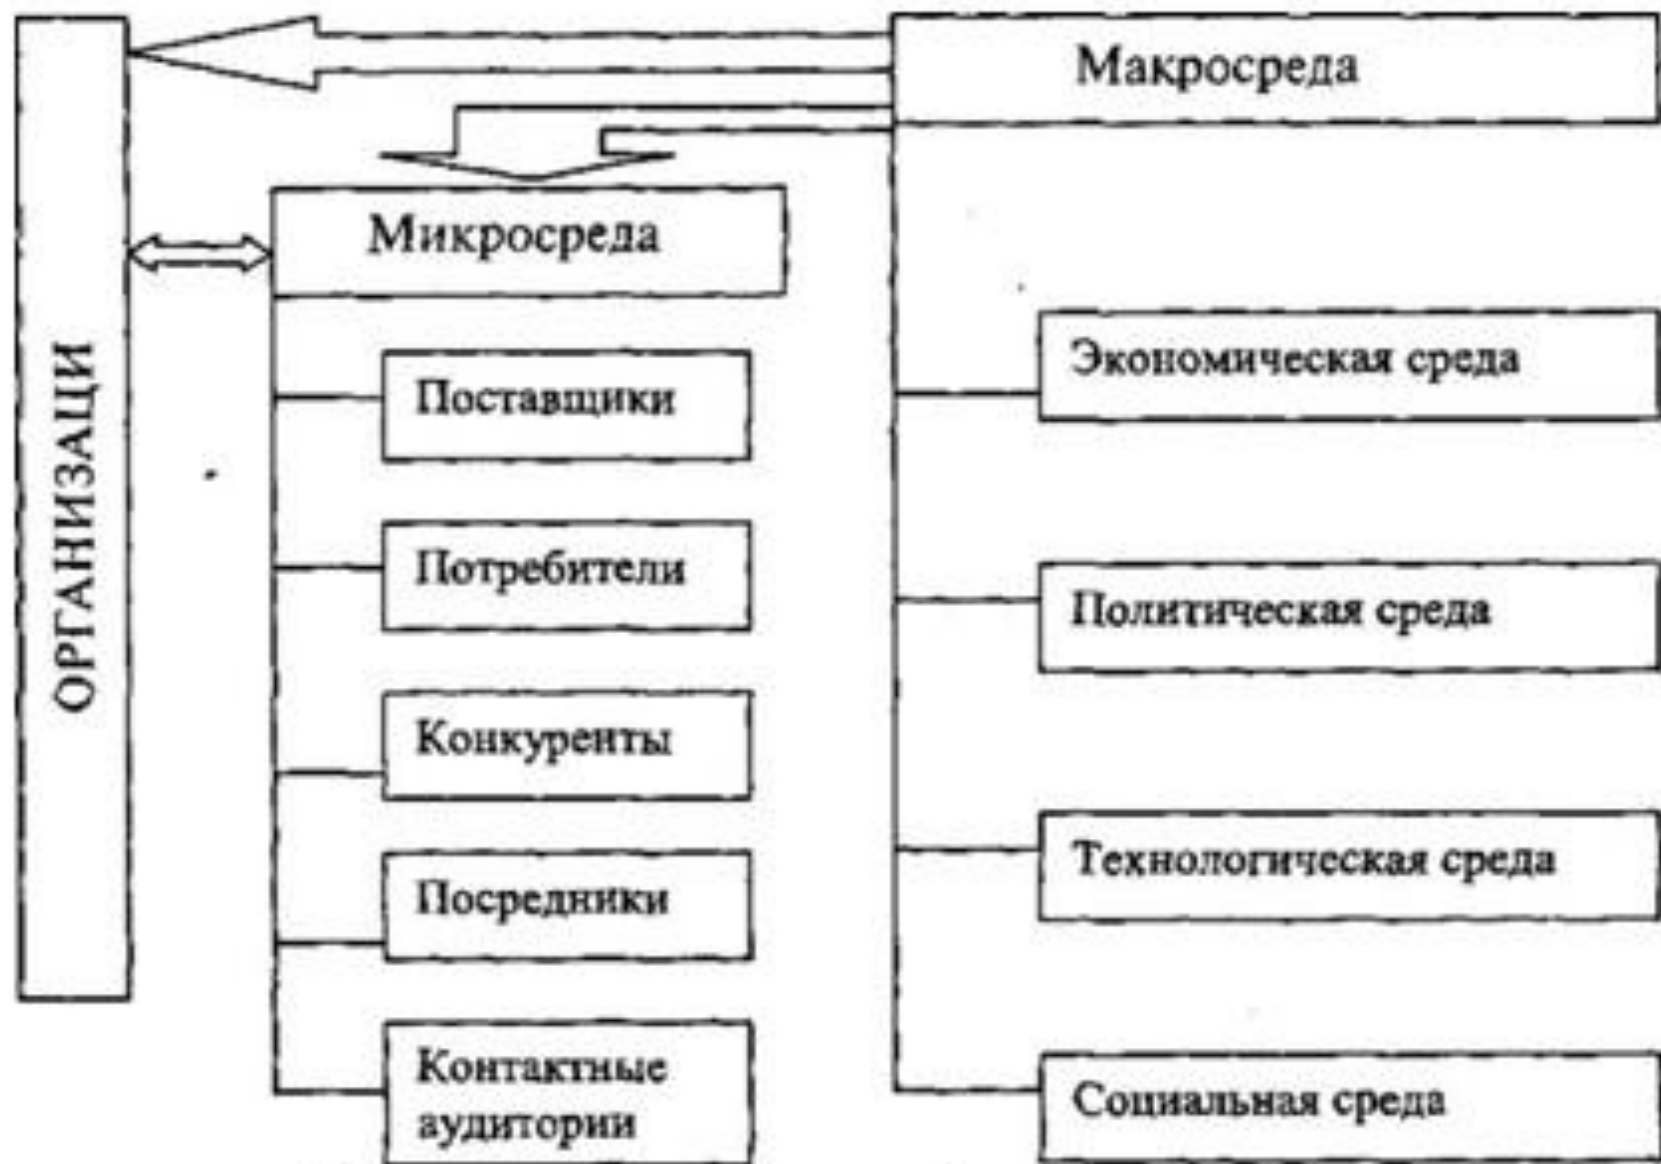 ОРГАНИЗАЦИ
Макросреда
Микросреда
Поставщики
Потребители
Конкуренты
Посредники
Контактные
аудитории
Экономическая среда
Политическая среда
Технологическая среда
Социальная среда